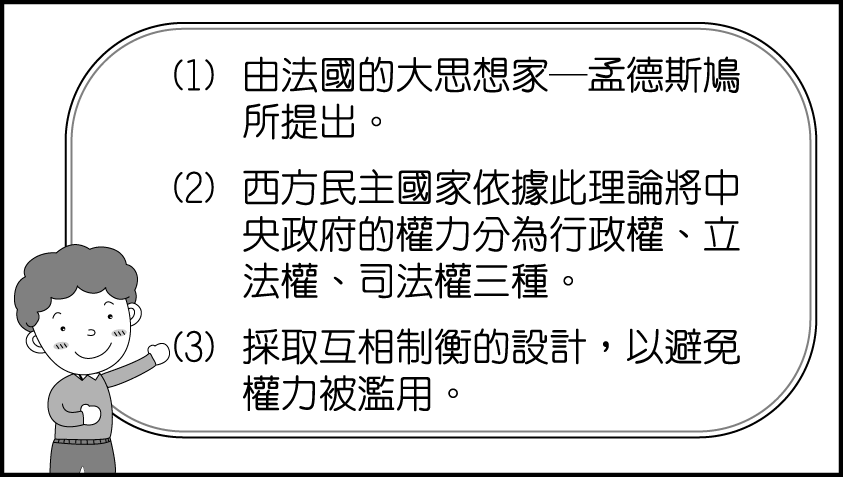 (1) 由法國的大思想家─孟德斯鳩
所提出。
(2) 西方民主國家依據此理論將中
央政府的權力分為行政權、立
法權、司法權三種。
(3) 採取互相制衡的設計，以避免
權力被濫用。